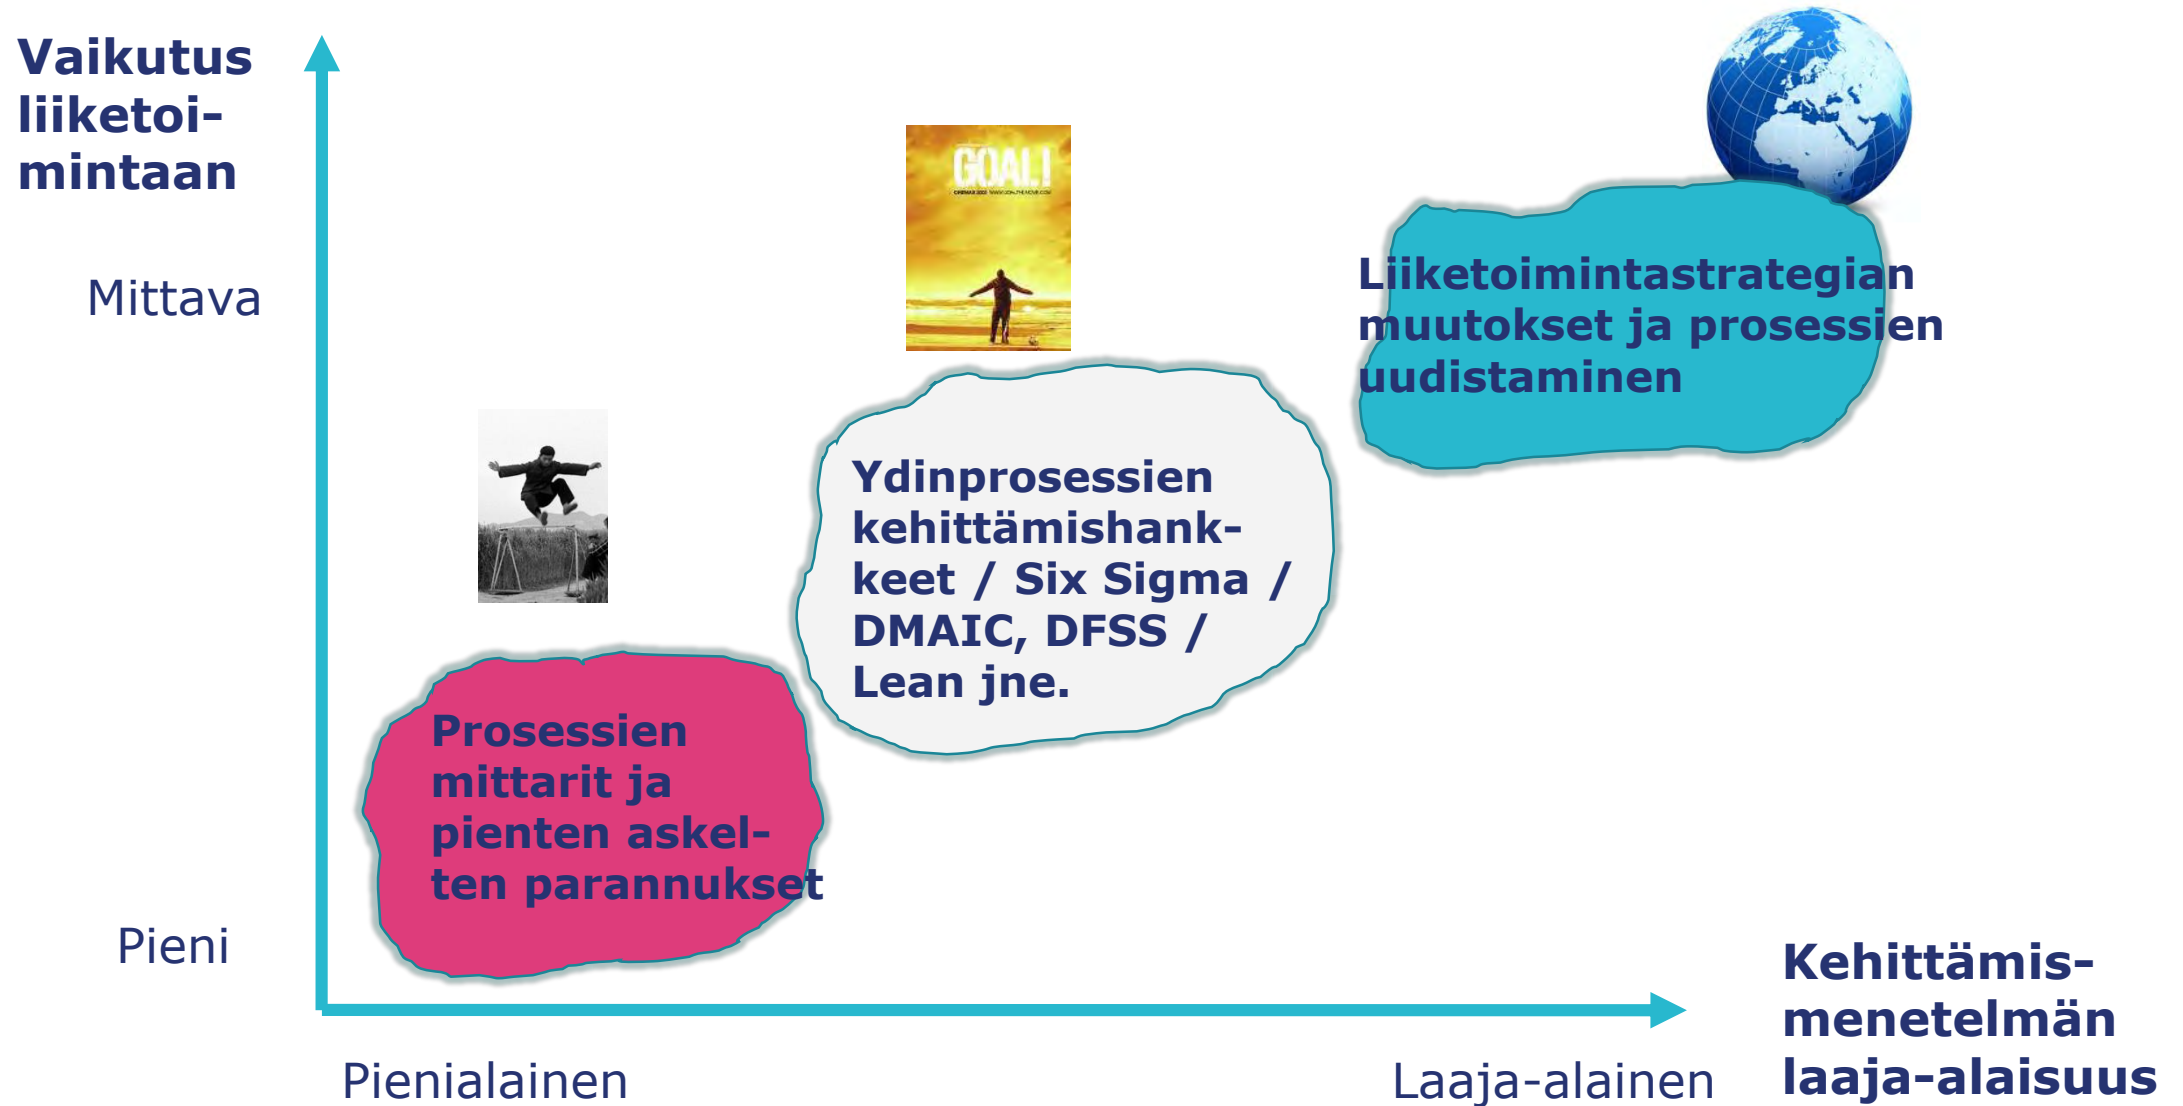 Vaikutus
liiketoi-
mintaan
Mittava
Pieni
GOAL!
Liiketoimintastrategian
muutokset ja prosessien
uudistaminen
Ydinprosessien
kehittämishank-
keet / Six Sigma /
DMAIC, DFSS /
Lean jne.
Prosessien
mittarit ja
pienten askel-
ten parannukset
Pienialainen
Laaja-alainen
Kehittämis-
menetelmän
laaja-alaisuus